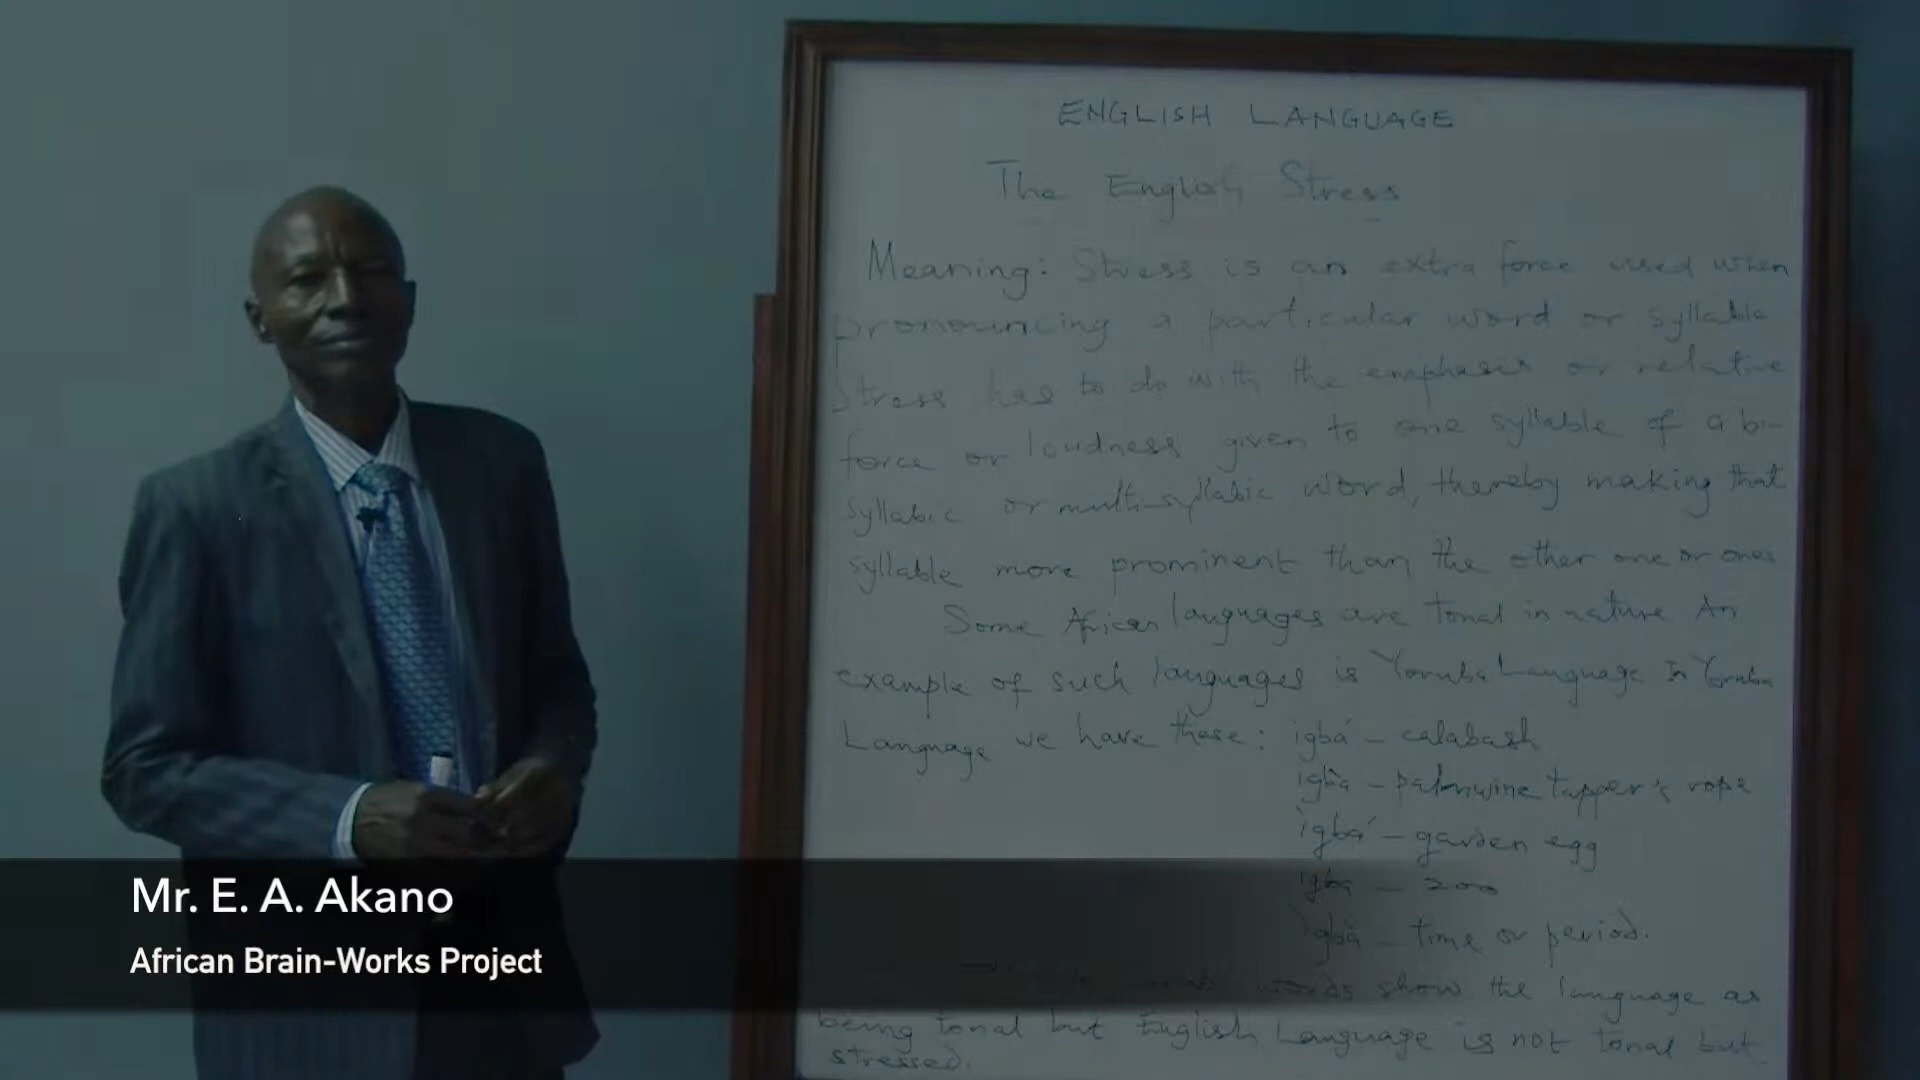 ENGLISH LANGUAGE
The English Stress
Meaning: Stress is an extra force used when
pronouncing a particular word or syllable
Stress has to do with the emphasis or relative
force or loudness given to one syllable of a bi-
syllabic or multi-syllabic word, thereby making that
syllable more prominent than the other one or ones
Some African languages are tonal in nature An
example of such languages is Yoruba Language In Yoruba
Language we have these: igbá - calabash
igbà - palmwine tapper's rope
ìgbá - garden egg
igba - 200
ìgbà - time or period.
words show the language as
being tonal but English Language is not tonal but
stressed.
Mr. E. A. Akano
African Brain-Works Project